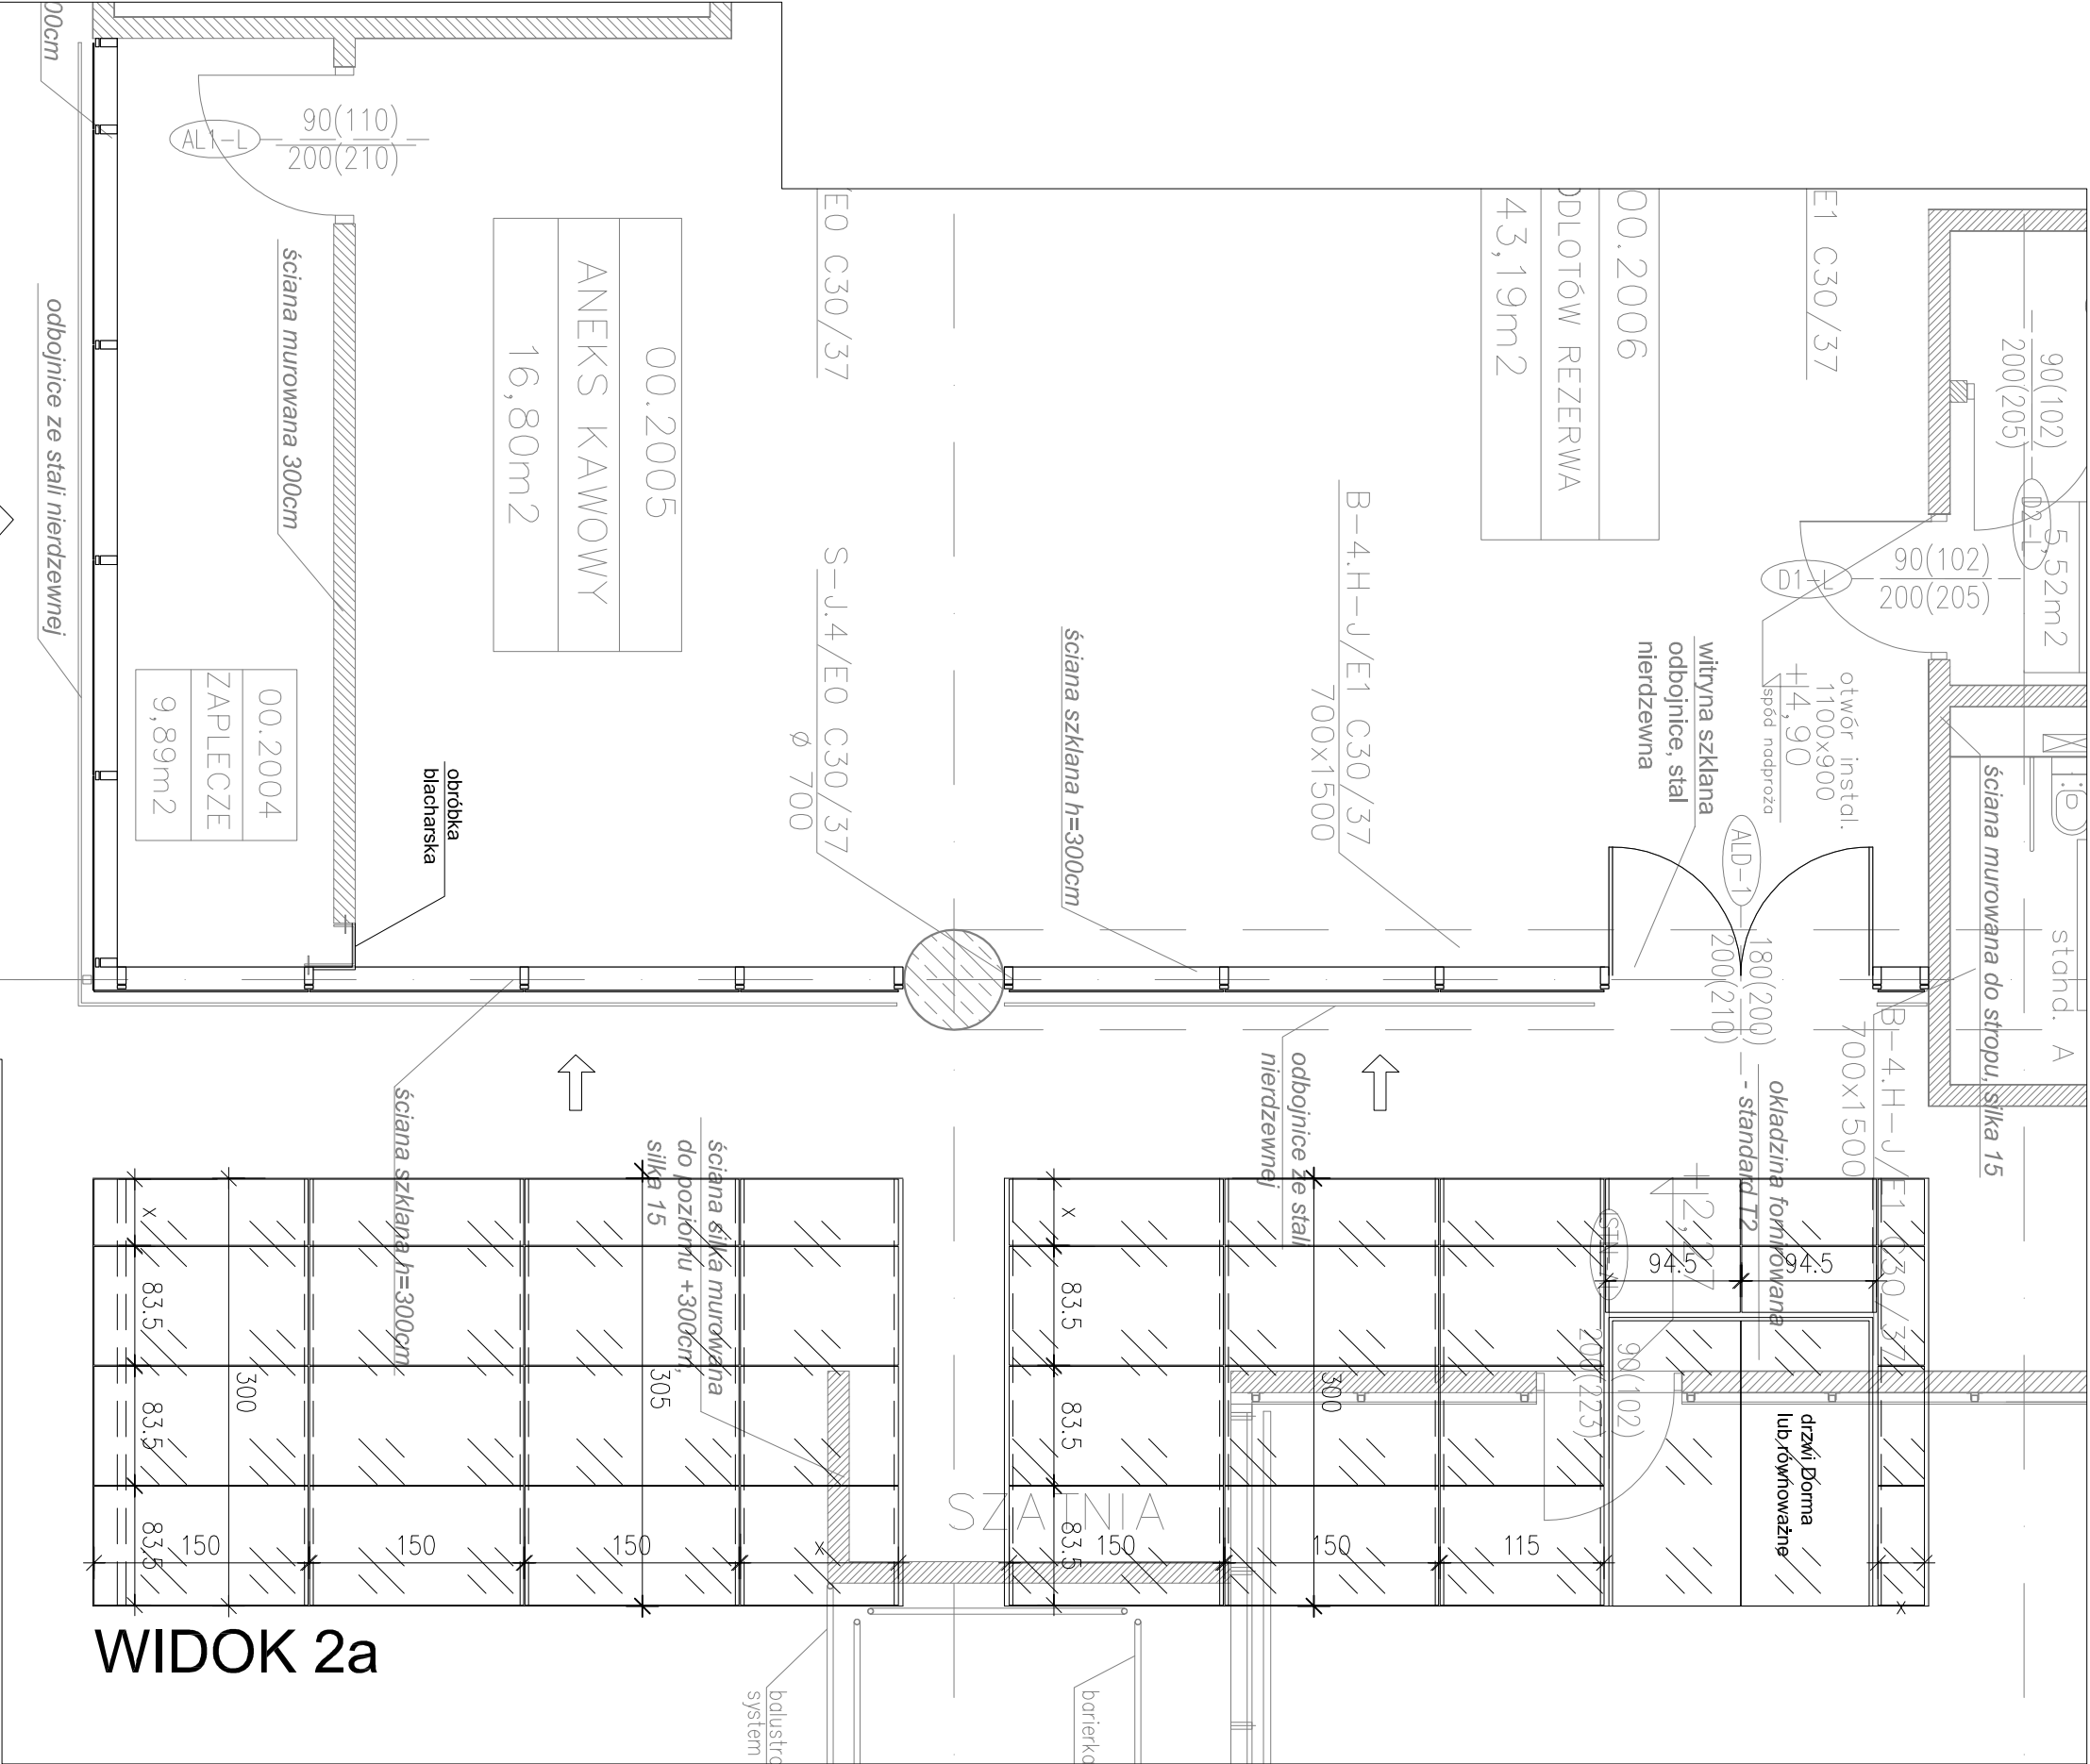 00cm
AL1-L
90(110)
200(210)
ściana murowana 300cm
odbojnice ze stali nierdzewnej
00.2005
ANEKS KAWOWY
16,80m2
00.2004
ZAPLECZE
9,89m2
obróbka
blacharska
E0 C30/37
S-J.4/E0 C30/37
ø 700
ściana szklana h=300cm
B-4.H-J/E1 C30/37
700x1500
00.2006
ODLOTÓW REZERWA
43,19m2
E1 C30/37
90(102)
200(205)
D2-L
5,52m2
D1-L
90(102)
200(205)
witryna szklana
odbojnice, stal
nierdzewna
otwór instal.
1100x900
+4,90
spód nadproża
ALD-1
180(200)
200(210)
ściana murowana do stropu, silka 15
stand. A
B-4.H-J/E1 C30/37
700x1500
okladzina fornirowana
- standard T2
odbojnice ze stali
nierdzewnej
ściana szklana h=300cm
ściana silka murowana
do poziomu +300cm,
silka 15
90(102)
200(223)
94.5
94.5
x
83.5
83.5
83.5
300
305
x
83.5
83.5
83.5
300
150
150
150
x
150
150
115
x
drzwi Dorma
lub równoważne
SZATNIA
WIDOK 2a
balustra
system
barierka